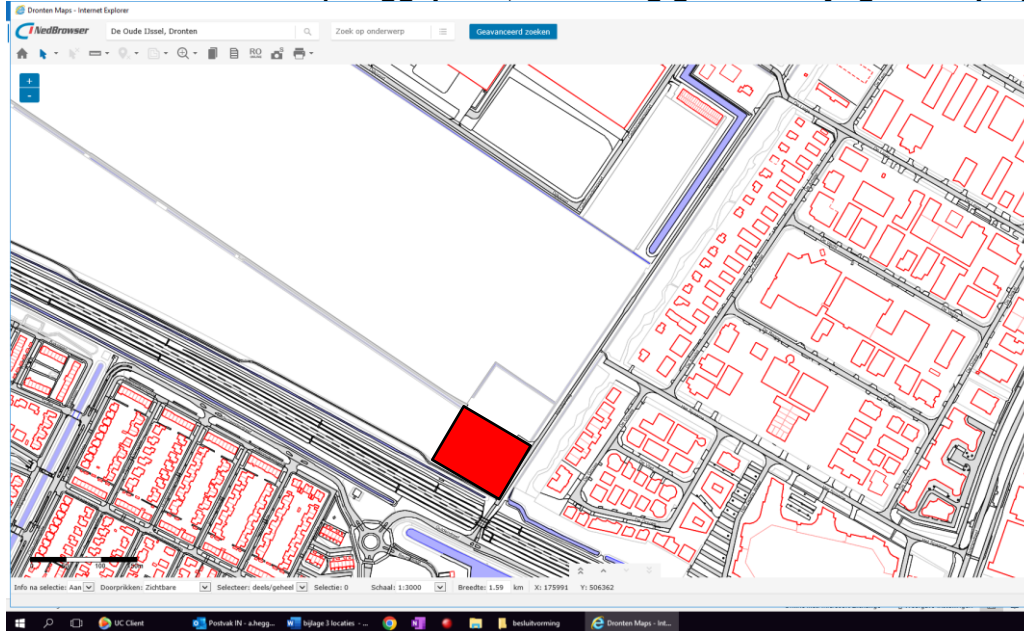 Dronten Maps - Internet Explorer
NedBrowser De Oude IJssel, Dronten Zoek op onderwerp Geavanceerd zoeken
RO
+
-
100
Info na selectie: Aan Doorprikken: Zichtbare Selecteer: deels/geheel Selectie: 0 Schaal: 1:3000 Breedte: 1.59 km X: 175991 Y: 506362
UC Client Postvak IN - a.hegg... bijlage 3 locaties - ... besluitvorming Dronten Maps - Int...